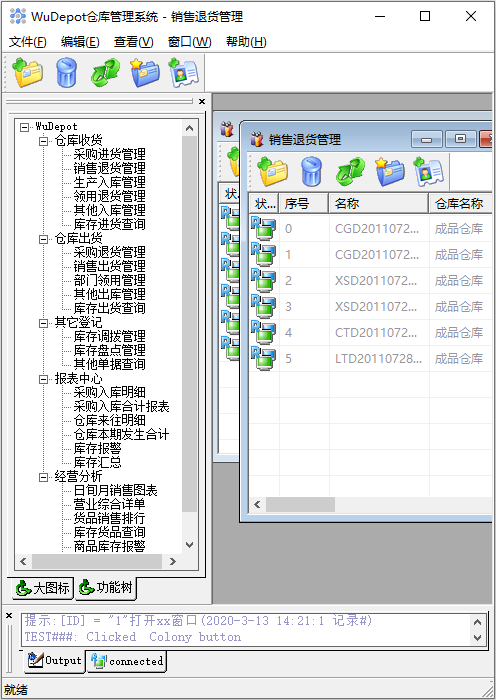 WuDepot仓库管理系统 - 销售退货管理
文件(F) 编辑(E) 查看(V) 窗口(W) 帮助(H)
WuDepot
仓库收货
采购进货管理
销售退货管理
生产入库管理
领用退货管理
其他入库管理
库存进货查询
仓库出货
采购退货管理
销售出货管理
部门领用管理
其他出库管理
库存出货查询
其它登记
库存调拨管理
库存盘点管理
其他单据查询
报表中心
采购入库明细
采购入库合计报表
仓库来往明细
仓库本期发生合计
库存报警
库存汇总
经营分析
日旬月销售图表
营业综合详单
货品销售排行
库存货品查询
商品库存报警
大图标 功能树
状
销售退货管理
状... 序号 名称 仓库名称
0 CGD2011072... 成品仓库
1 CGD2011072... 成品仓库
2 XSD2011072... 成品仓库
3 XSD2011072... 成品仓库
4 CTD2011072... 成品仓库
5 LTD20110728... 成品仓库
提示:[ID] = "1"打开xx窗口(2020-3-13 14:21:1 记录#)
TEST###: Clicked Colony button
Output connected
就绪